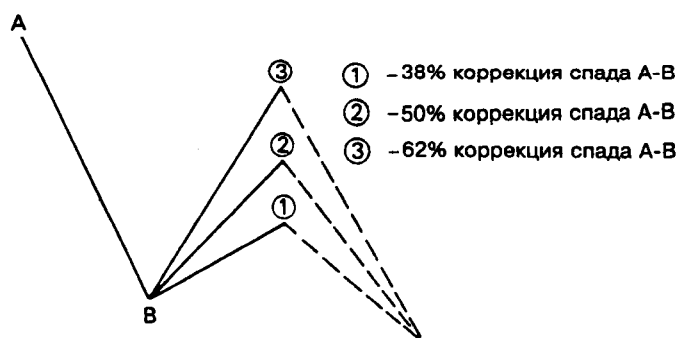 A
③ ① –38% коррекция спада А-В
② ② –50% коррекция спада А-В
① ③ –62% коррекция спада А-В
B